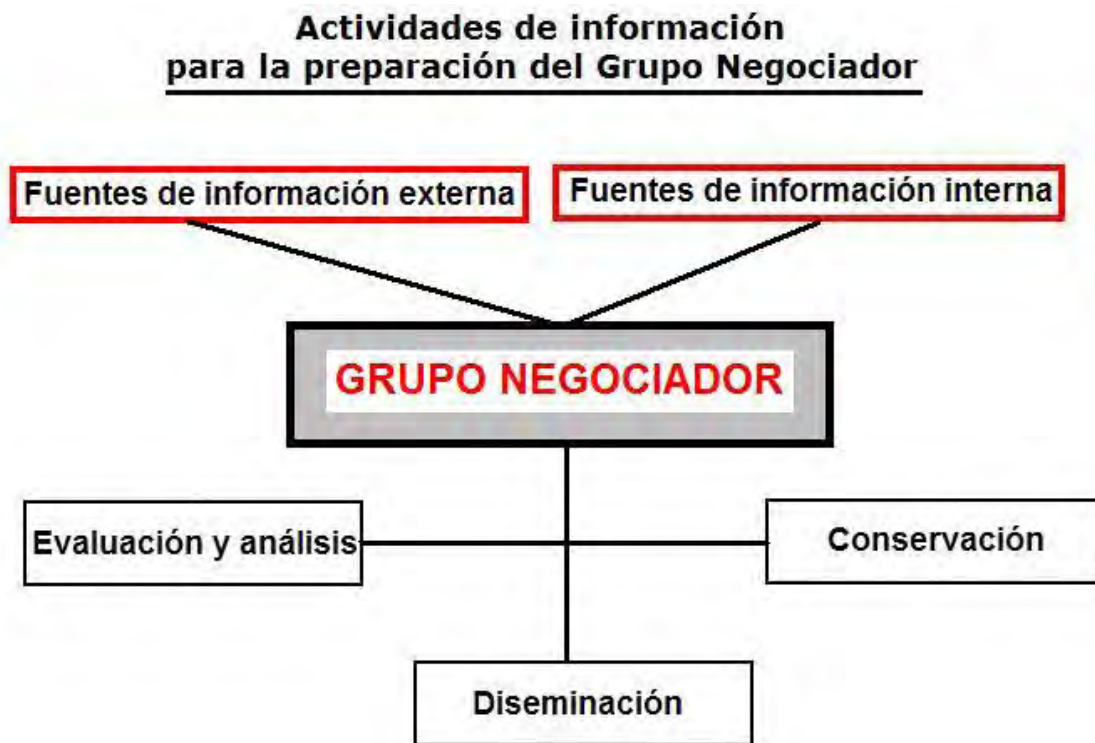 Actividades de información
para la preparación del Grupo Negociador
Fuentes de información externa
Fuentes de información interna
GRUPO NEGOCIADOR
Evaluación y análisis
Conservación
Diseminación